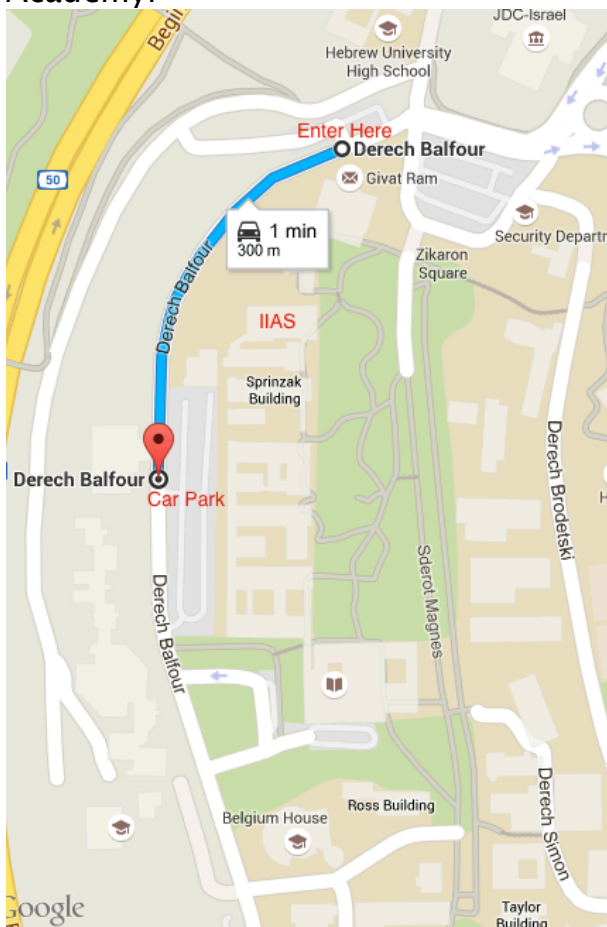 Academy.
JDC-Israel
Begin
Hebrew University
High School
Enter Here
Derech Balfour
50
Givat Ram
1 min
300 m
Security Departm
Zikaron
Square
Derech Balfour
IIAS
Sprinzak
Building
Derech Balfour
Car Park
Derech Brodetski
H
Sderot Magnes
Derech Balfour
Derech Simon
Ross Building
Belgium House
Google
Taylor
Building